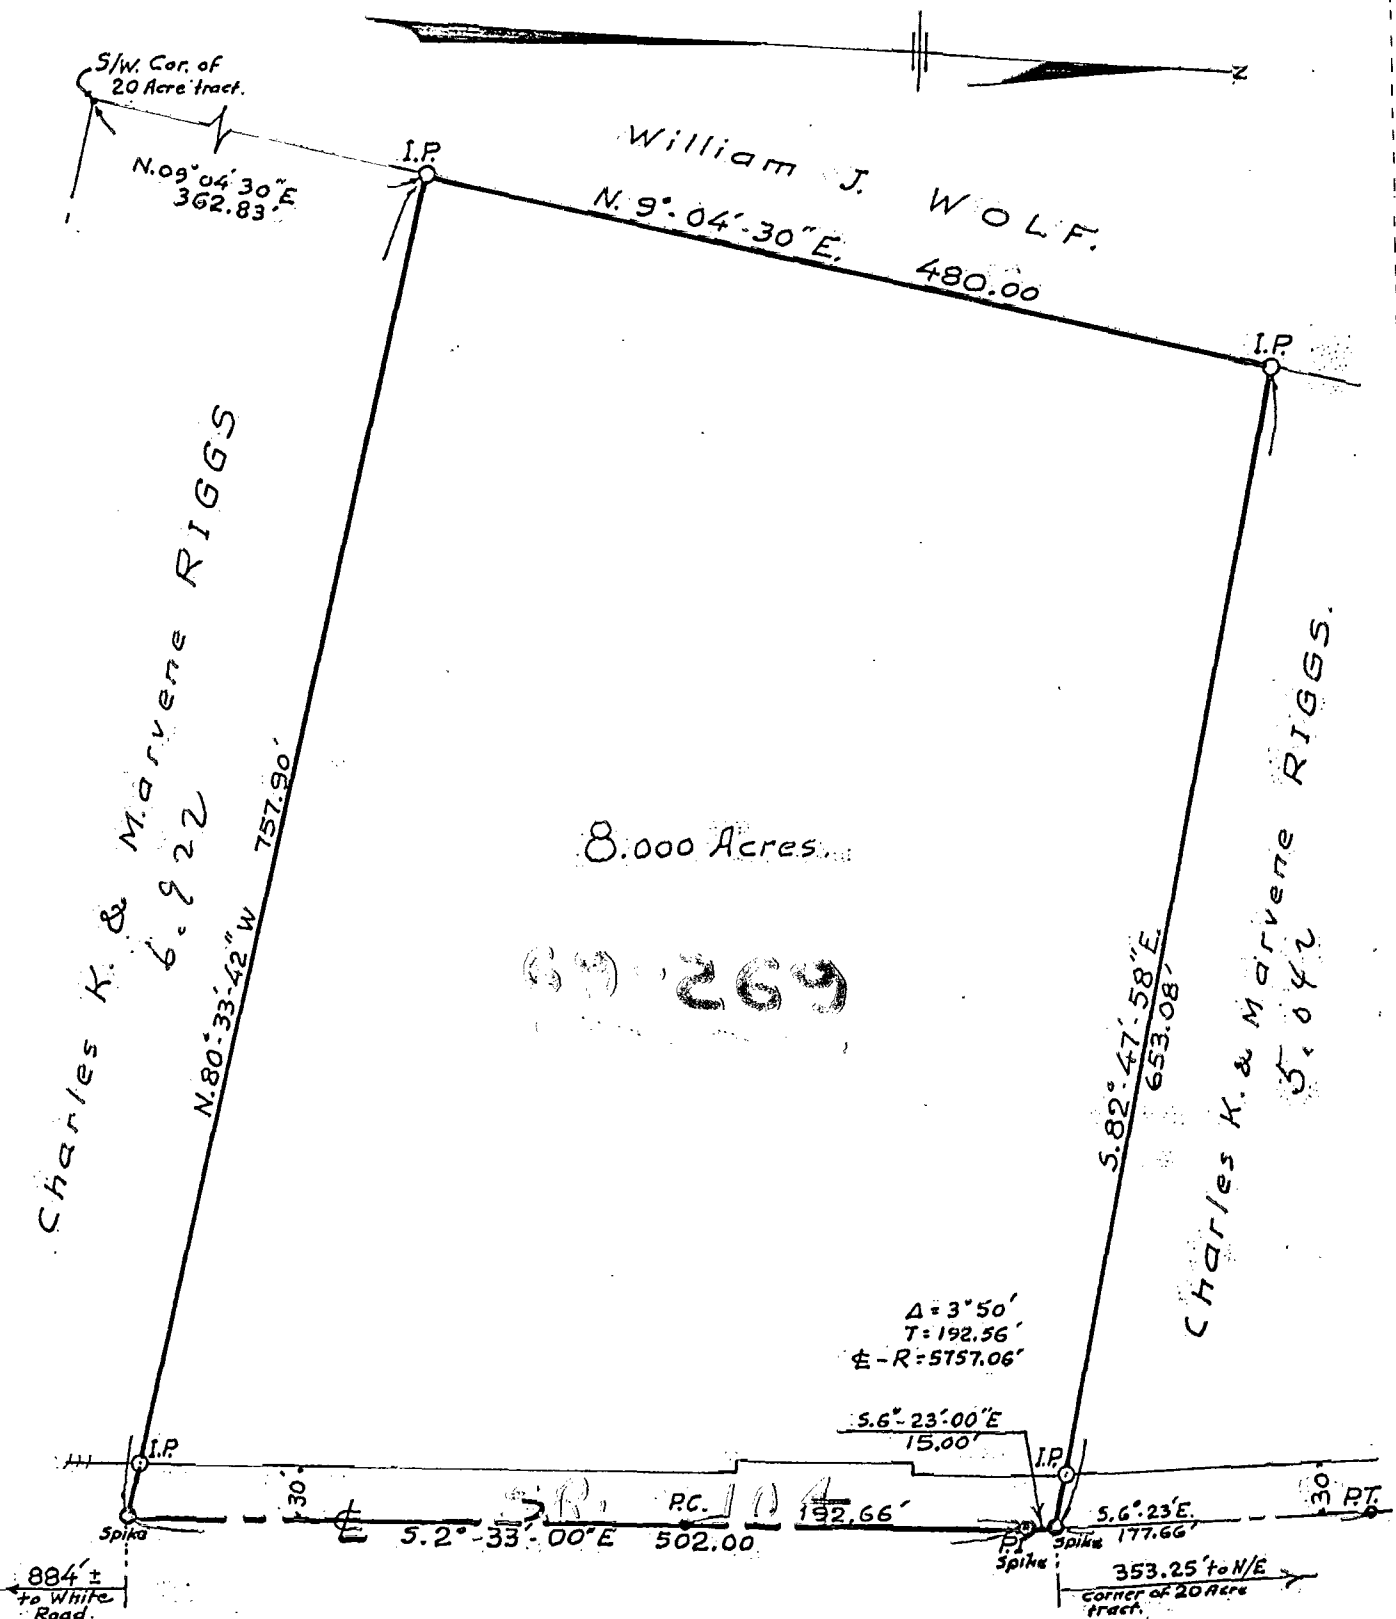 N
S/W. Cor. of
20 Acre tract.
N.09°04'30"E
362.83'
I.P.
William J. WOLF.
N. 9°-04'-30"E. 480.00
I.P.
Charles K. & Marvene RIGGS
6.922
N.80°-33'-42"W 757.90'
8.000 Acres.
S.82°-47'-58"E.
653.08'
Charles K. & Marvene RIGGS.
5.042
Δ = 3°50'
T = 192.56'
℄ - R = 5757.06'
S.6°-23'-00"E
15.00'
I.P.
I.P.
30'
S.R. 104
P.C.
192.66'
30'
P.T.
Spike
℄
S.2°-33'-00"E 502.00
P.I.
Spike
Spike
S.6°-23'E.
177.66'
884' ±
to White
Road.
353.25' to N/E
corner of 20 Acre
tract.